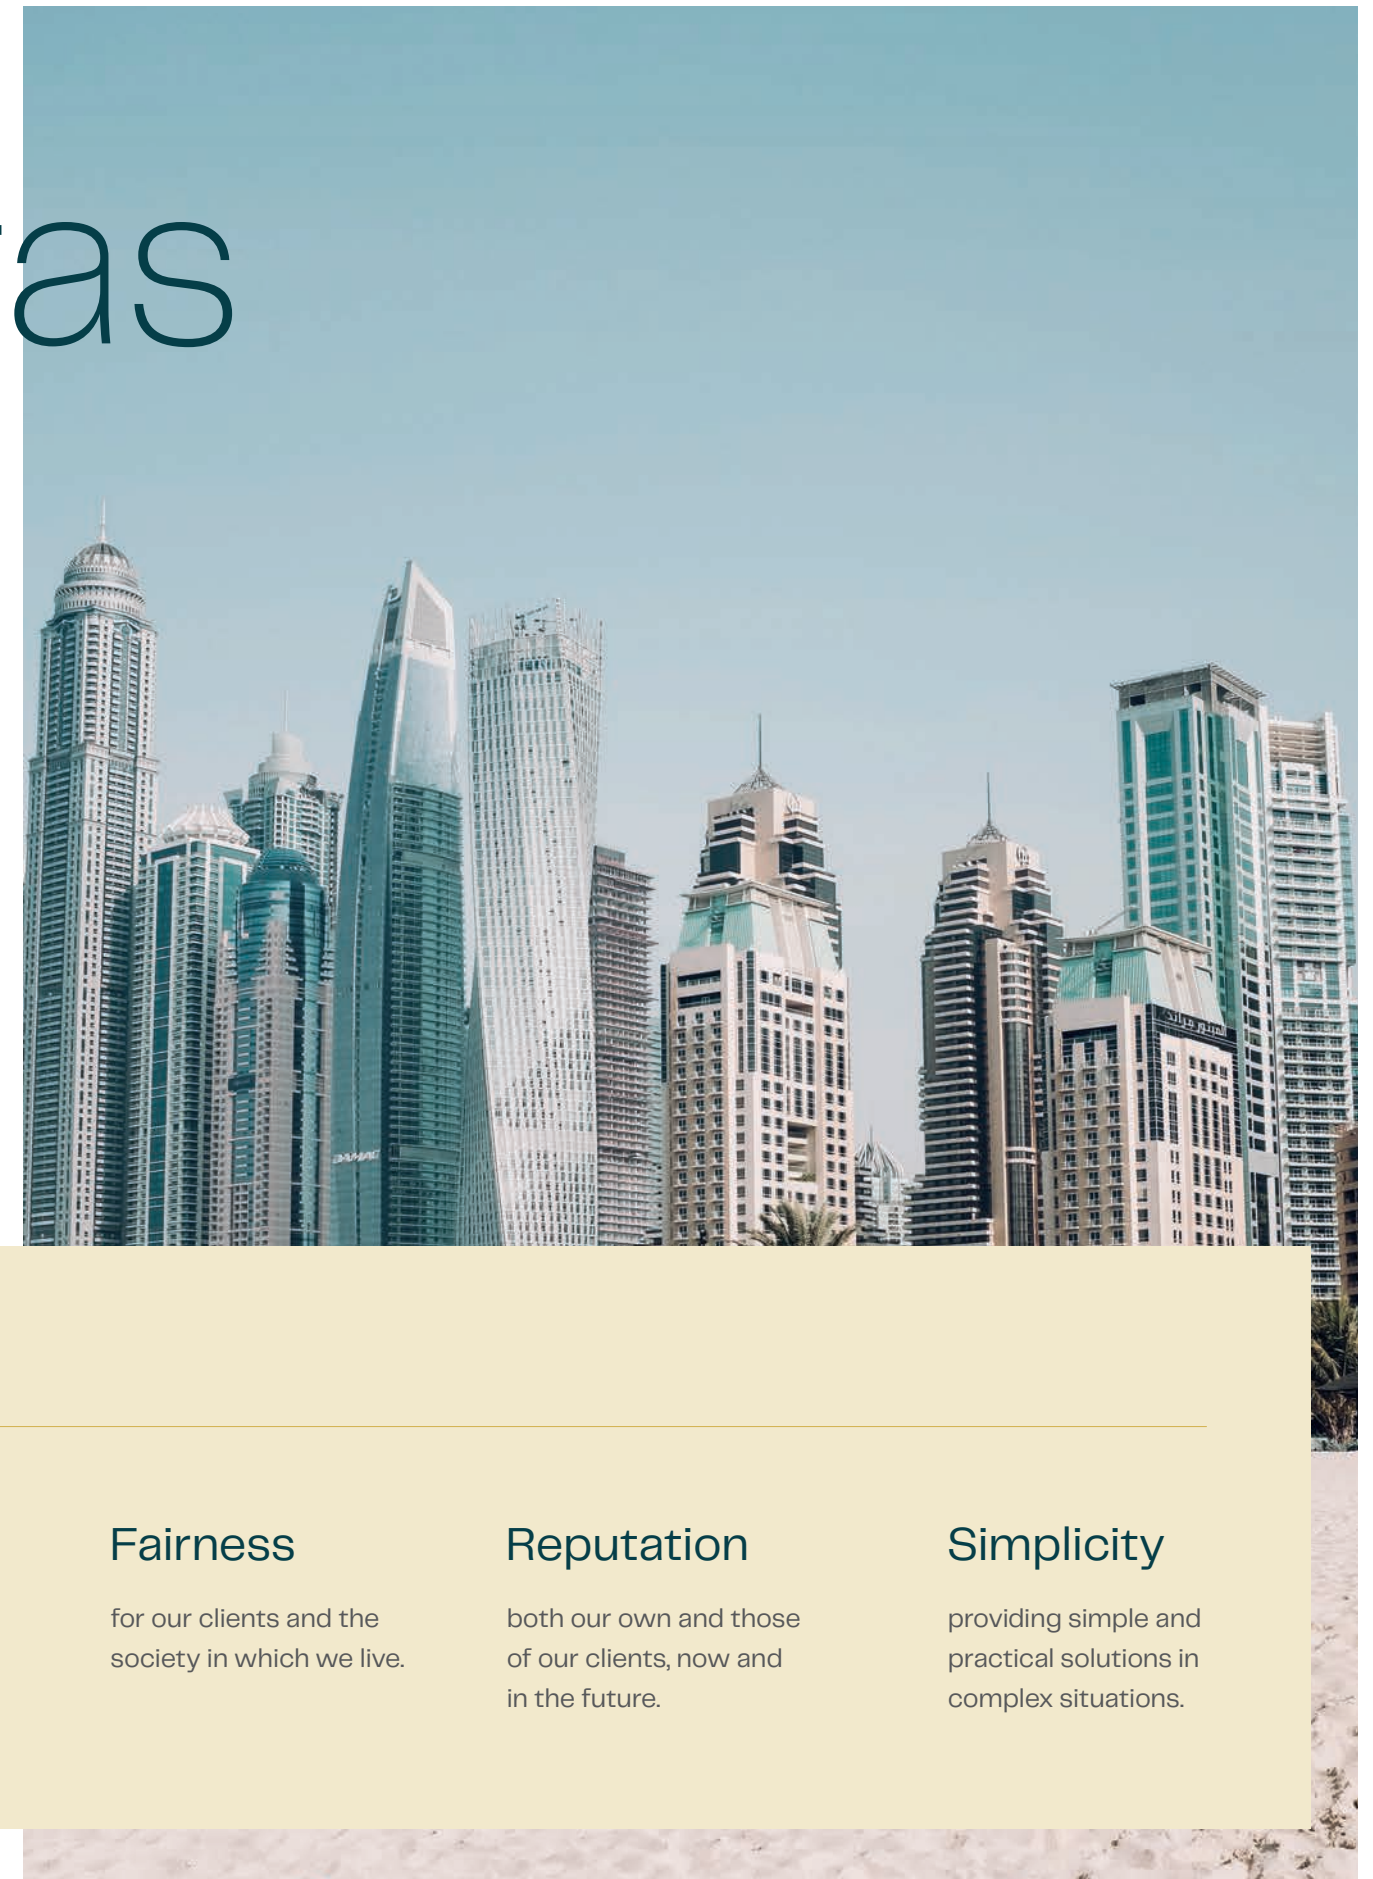 as
DAMAC
Fairness
for our clients and the
society in which we live.
Reputation
both our own and those
of our clients, now and
in the future.
Simplicity
providing simple and
practical solutions in
complex situations.